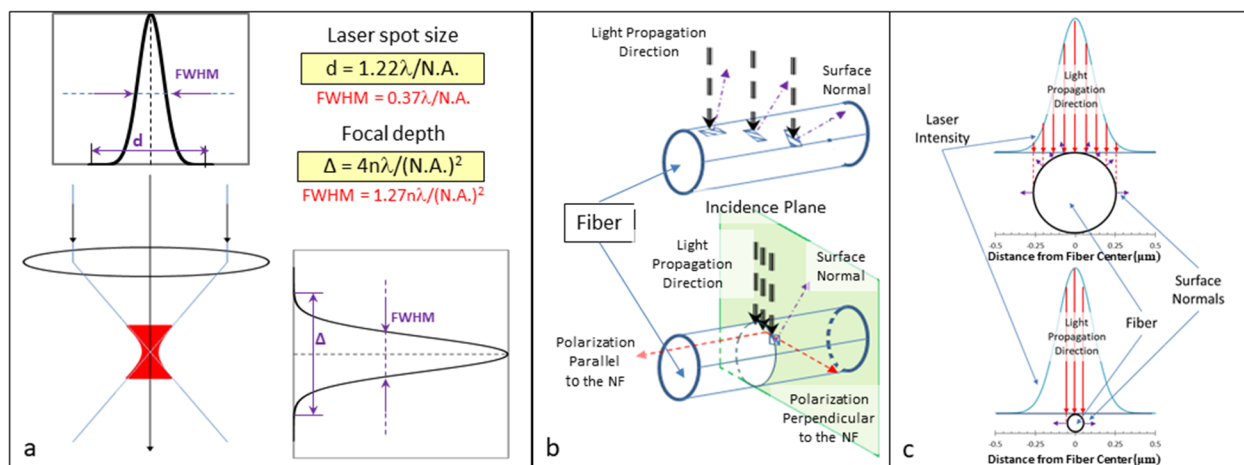 FWHM
d
Laser spot size
d = 1.22λ/N.A.
FWHM = 0.37λ/N.A.
Focal depth
Δ = 4nλ/(N.A.)²
FWHM = 1.27nλ/(N.A.)²
FWHM
Δ
a
Light Propagation
Direction
Surface
Normal
Fiber
Incidence Plane
Light
Propagation
Direction
Surface
Normal
Polarization
Parallel
to the NF
Polarization
Perpendicular
to the NF
b
Light
Propagation
Direction
Laser
Intensity
-0.5 -0.25 0 0.25 0.5
Distance from Fiber Center(μm)
Surface
Normals
Fiber
Light
Propagation
Direction
-0.5 -0.25 0 0.25 0.5
Distance from Fiber Center (μm)
c